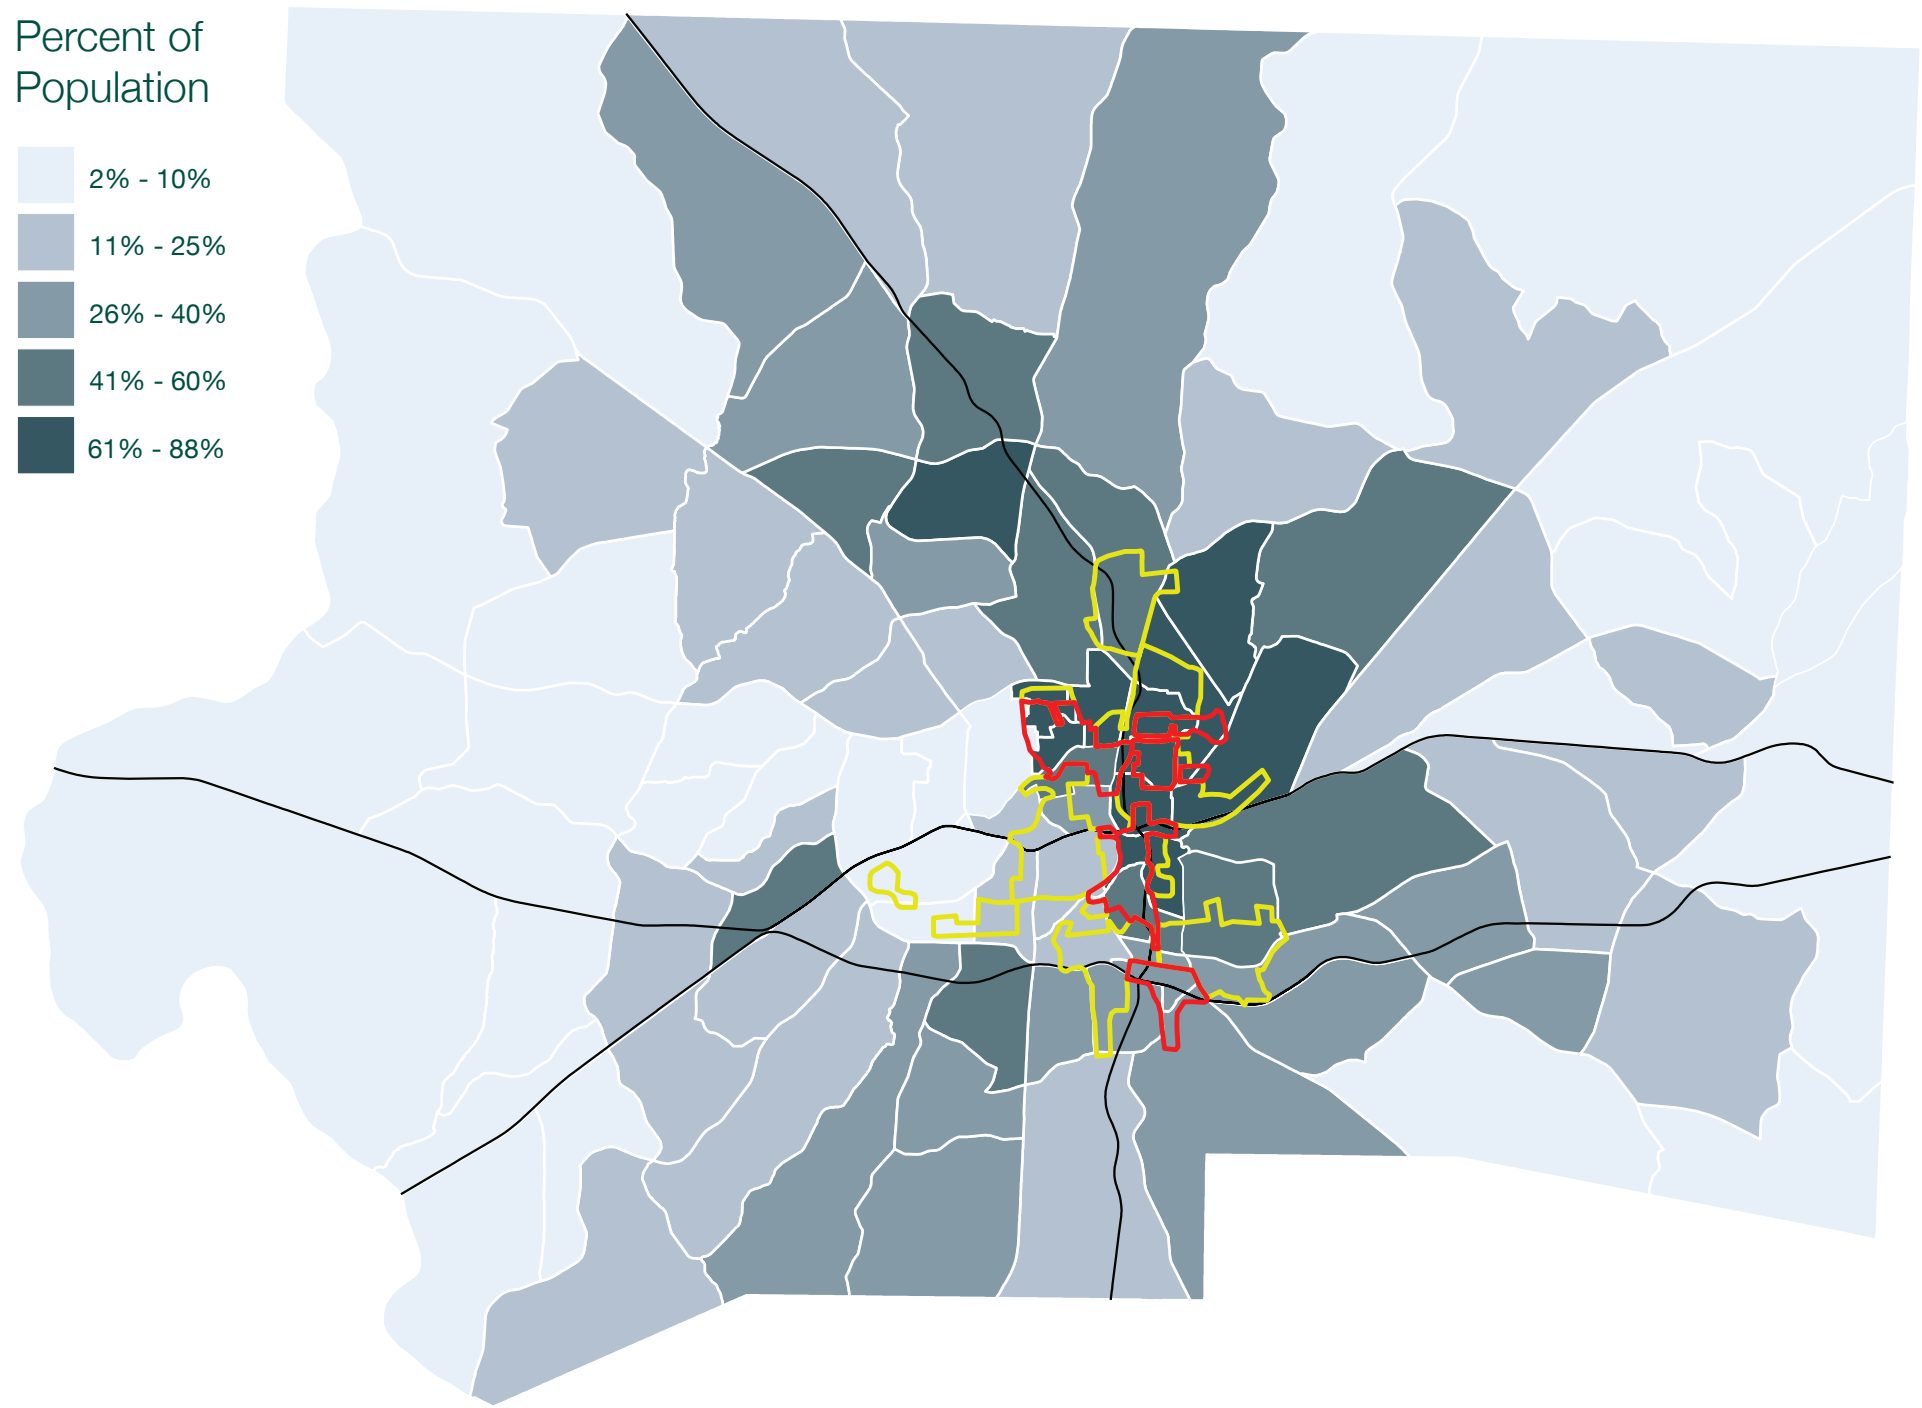 Percent of
Population
2% - 10%
11% - 25%
26% - 40%
41% - 60%
61% - 88%